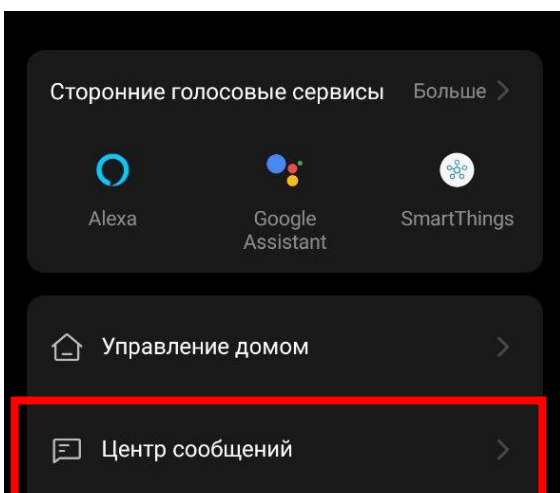 Сторонние голосовые сервисы Больше
Alexa
Google
Assistant
SmartThings
Управление домом
Центр сообщений